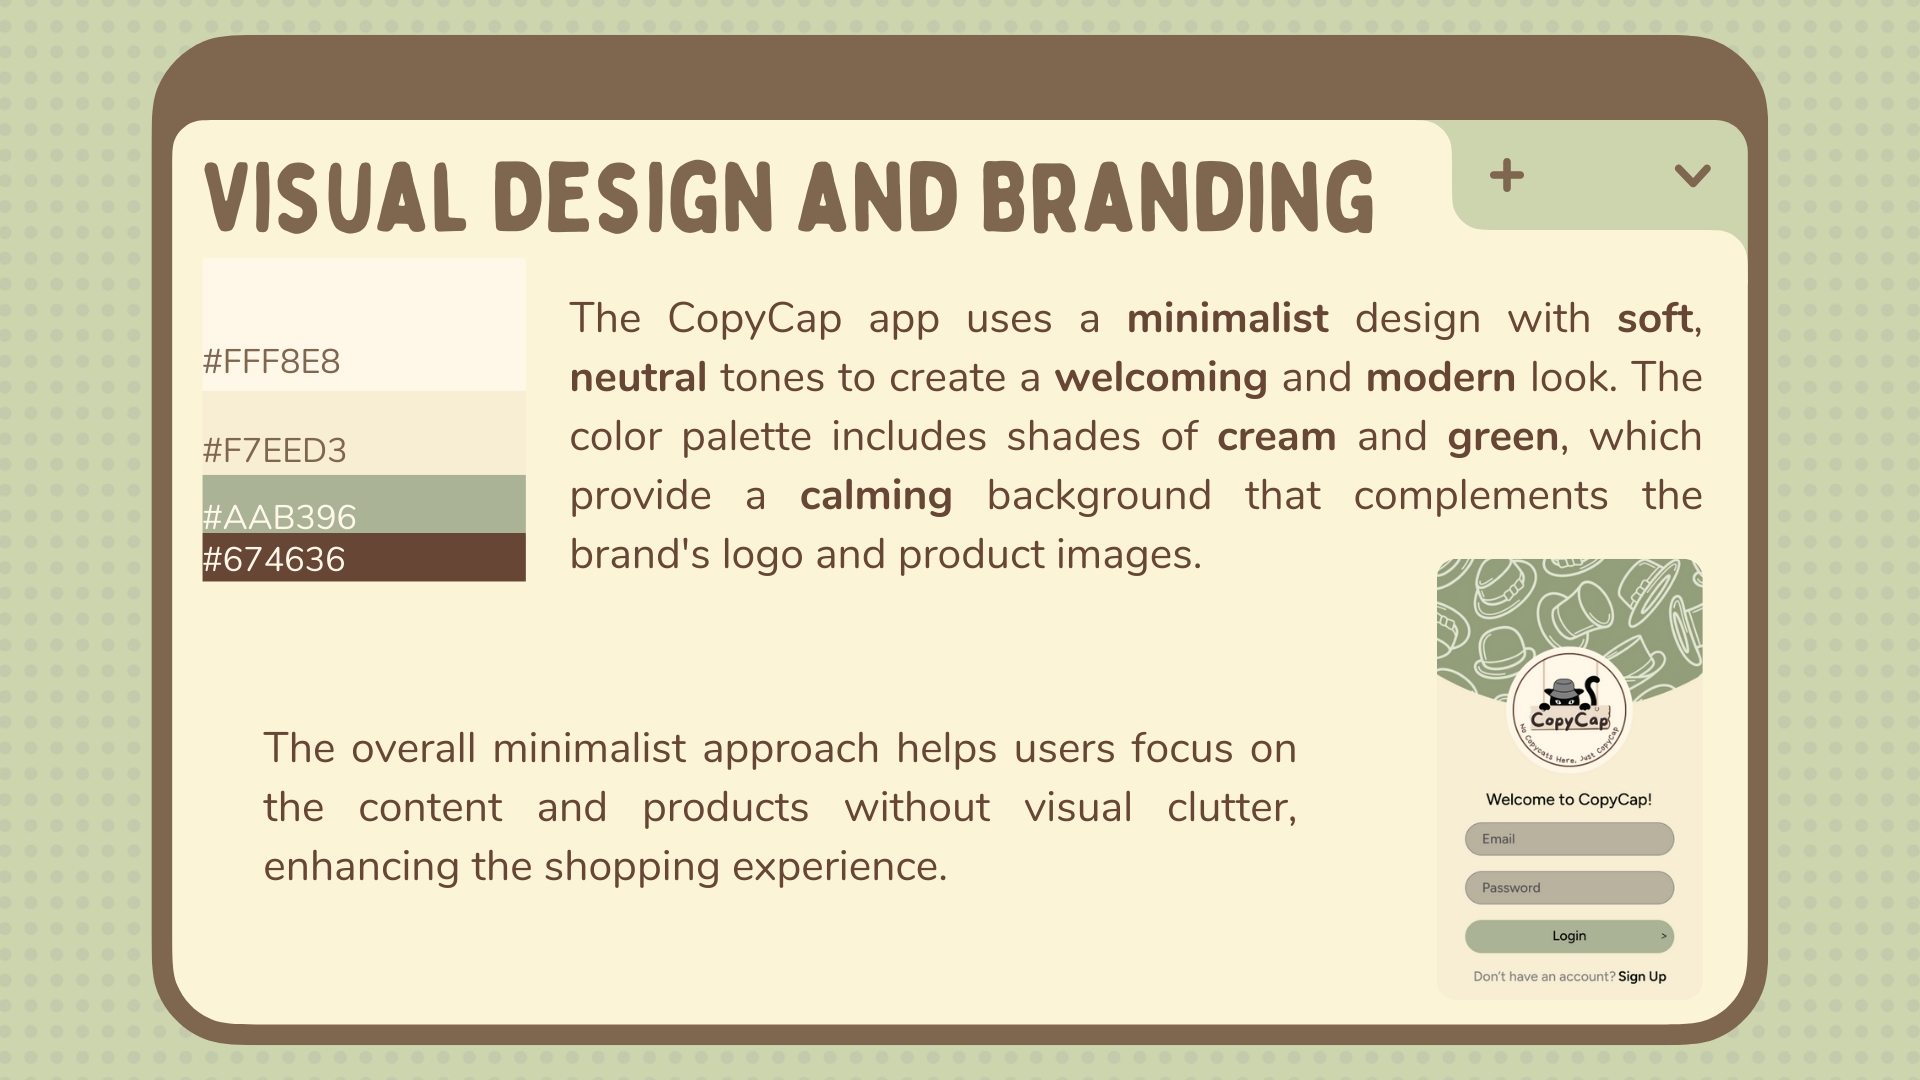 VISUAL DESIGN AND BRANDING
#FFF8E8
#F7EED3
#AAB396
#674636
The CopyCap app uses a minimalist design with soft,
neutral tones to create a welcoming and modern look. The
color palette includes shades of cream and green, which
provide a calming background that complements the
brand's logo and product images.
The overall minimalist approach helps users focus on
the content and products without visual clutter,
enhancing the shopping experience.
CopyCap
No Copycats Here, Just CopyCap
Welcome to CopyCap!
Email
Password
Login >
Don't have an account? Sign Up